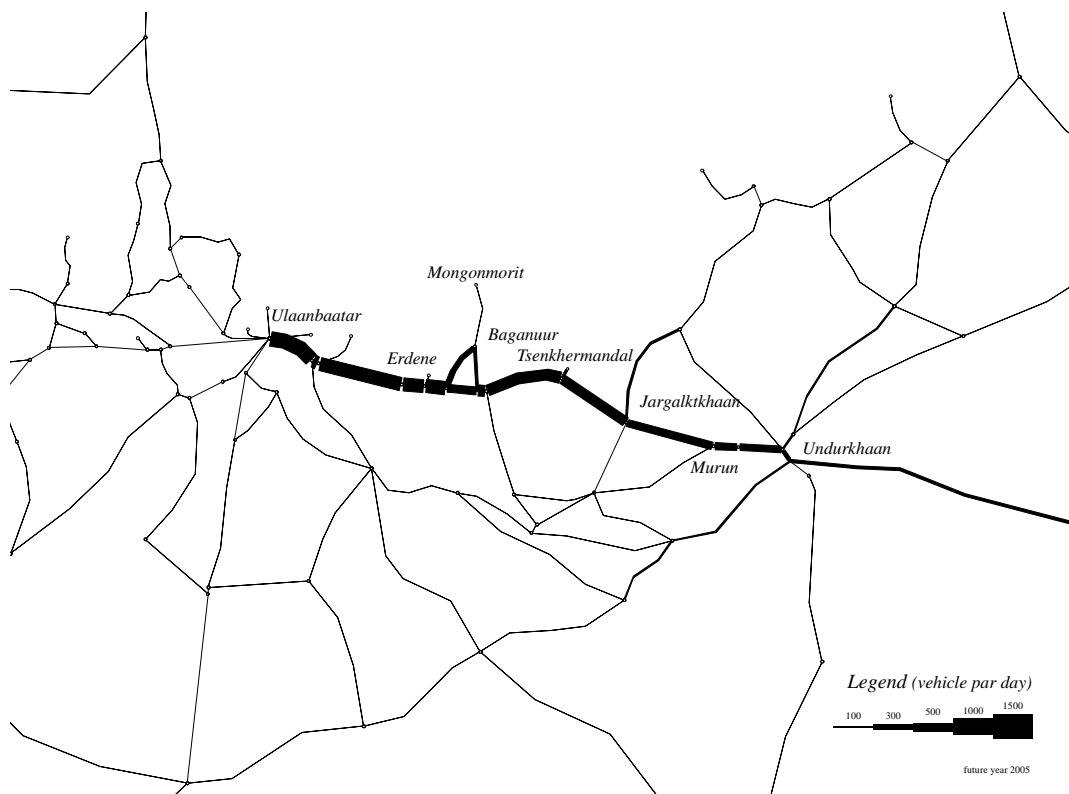 Mongonmorit
Ulaanbaatar
Baganuur
Erdene
Tsenkhermandal
Jargalktkhaan
Murun
Undurkhaan
Legend (vehicle par day)
100 300 500 1000 1500
future year 2005